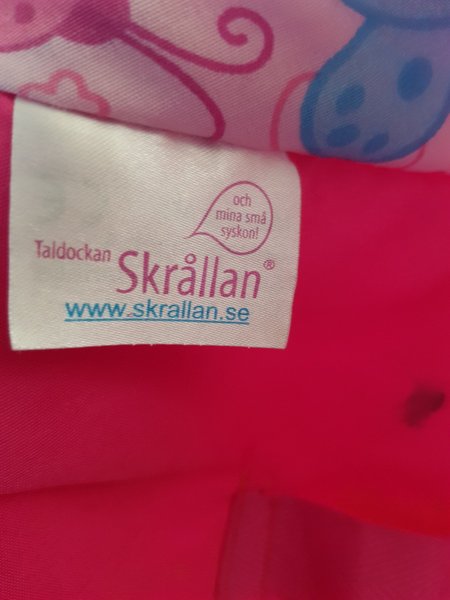 och
mina små
syskon!
Taldockan
Skrållan®
www.skrallan.se